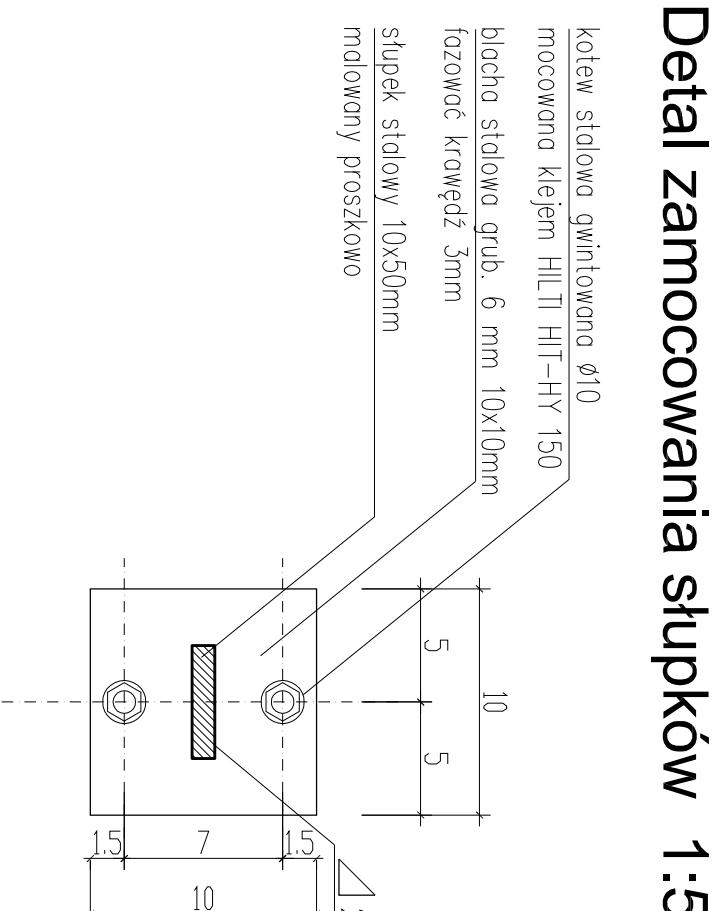 Detal zamocowania słupków 1:5
kotew stalowa gwintowana Ø10
mocowana klejem HILTI HIT-HY 150
blacha stalowa grub. 6 mm 10x10mm
fazować krawędź 3mm
słupek stalowy 10x50mm
malowany proszkowo
10
5
5
1.5
7
1.5
10